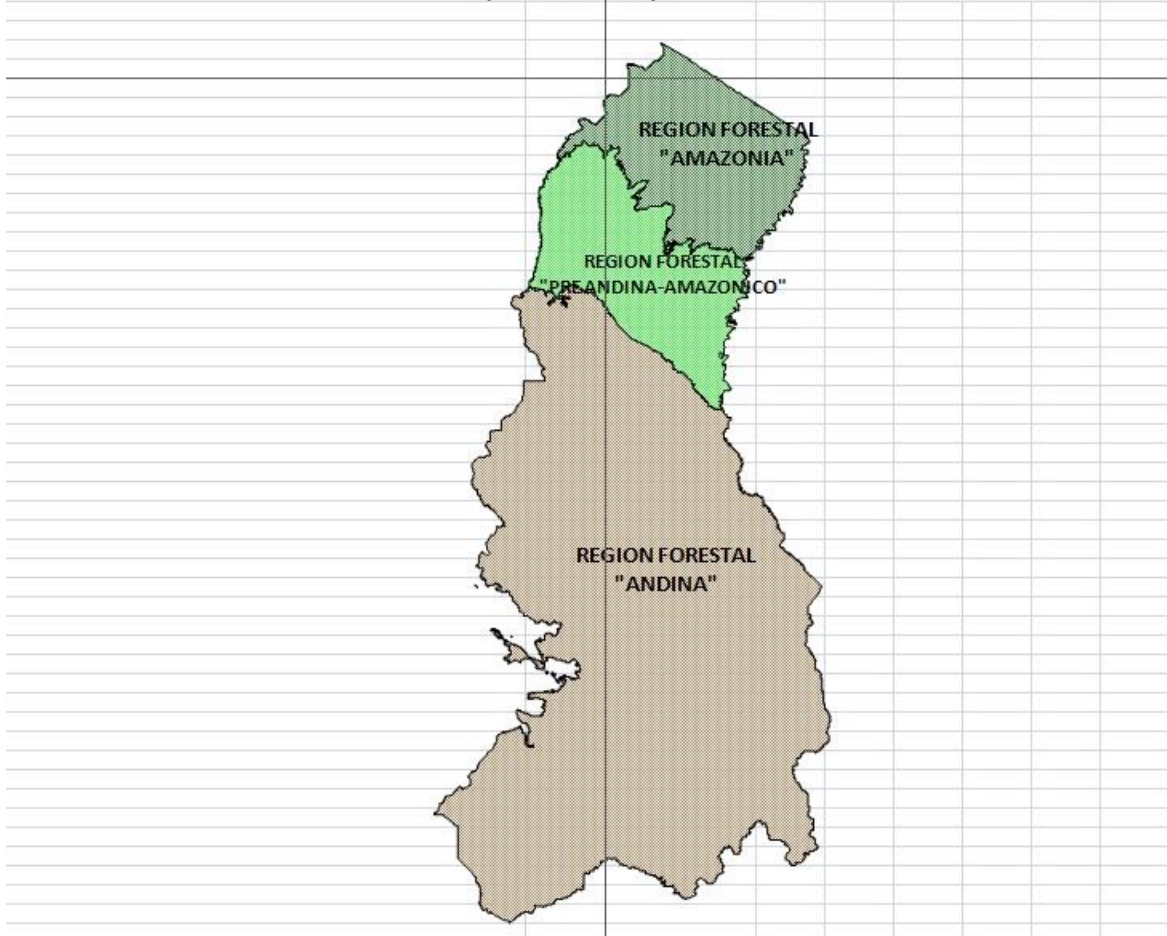 REGION FORESTAL
"AMAZONIA"
REGION FORESTAL
"PREANDINA-AMAZONICO"
REGION FORESTAL
"ANDINA"